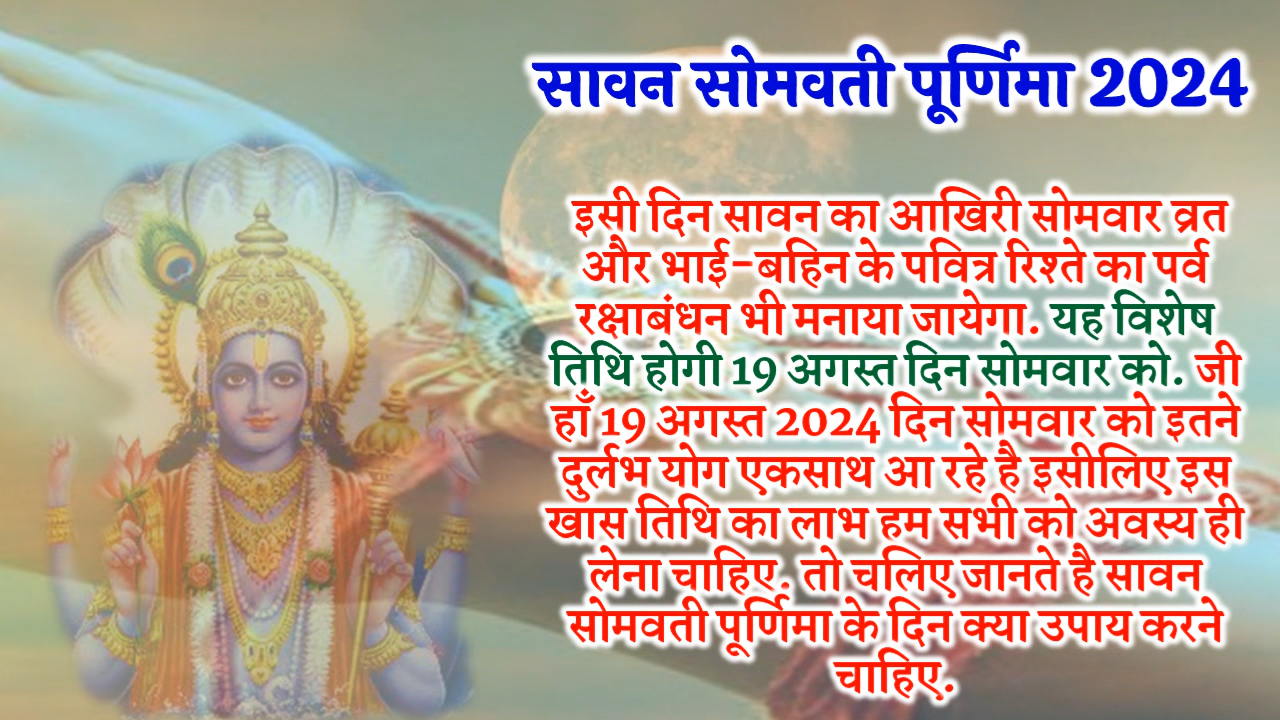 सावन सोमवती पूर्णिमा 2024
इसी दिन सावन का आखिरी सोमवार व्रत
और भाई-बहिन के पवित्र रिश्ते का पर्व
रक्षाबंधन भी मनाया जायेगा. यह विशेष
तिथि होगी 19 अगस्त दिन सोमवार को. जी
हाँ 19 अगस्त 2024 दिन सोमवार को इतने
दुर्लभ योग एकसाथ आ रहे है इसीलिए इस
खास तिथि का लाभ हम सभी को अवस्य ही
लेना चाहिए. तो चलिए जानते है सावन
सोमवती पूर्णिमा के दिन क्या उपाय करने
चाहिए.